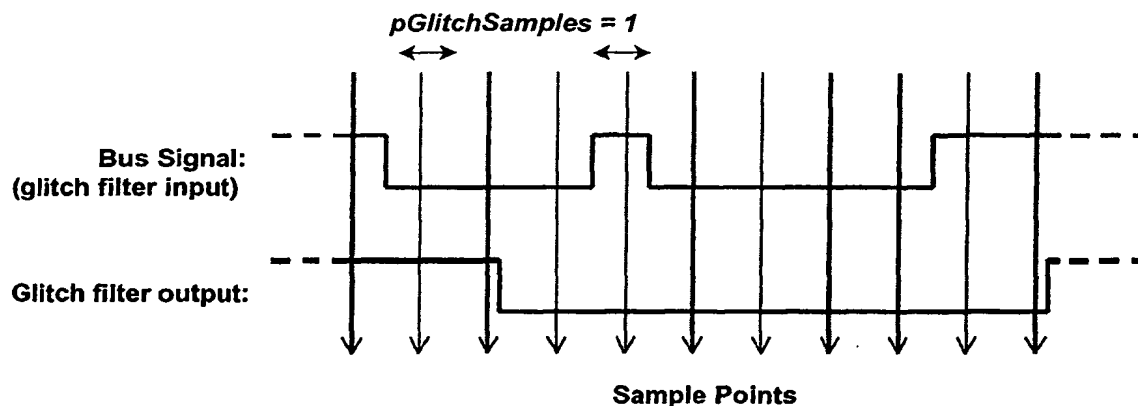 pGlitchSamples = 1
Bus Signal:
(glitch filter input)
Glitch filter output:
Sample Points